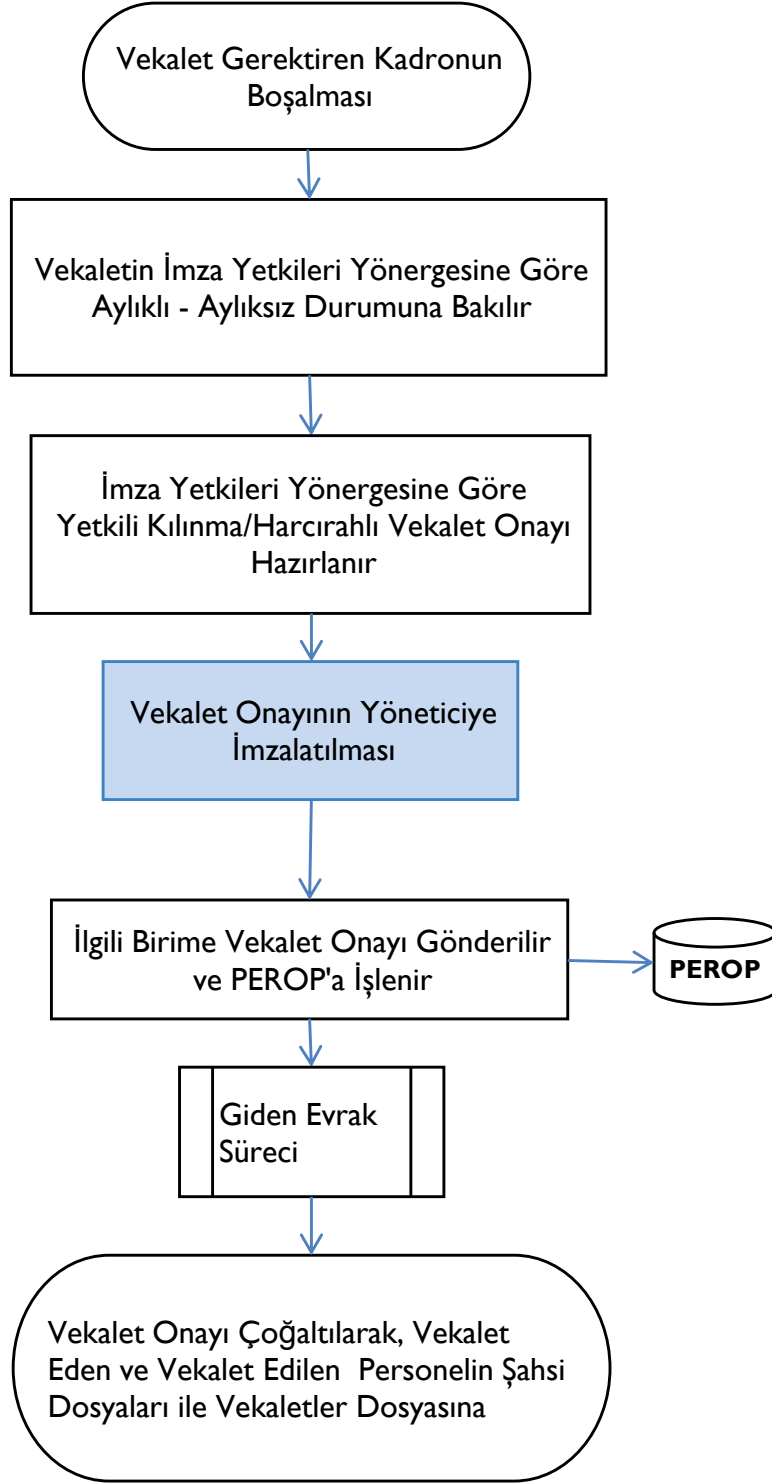 Vekalet Gerektiren Kadronun
Boşalması
Vekaletin İmza Yetkileri Yönergesine Göre
Aylıklı - Aylıksız Durumuna Bakılır
İmza Yetkileri Yönergesine Göre
Yetkili Kılınma/Harcırahlı Vekalet Onayı
Hazırlanır
Vekalet Onayının Yöneticiye
İmzalatılması
İlgili Birime Vekalet Onayı Gönderilir
ve PEROP'a İşlenir
PEROP
Giden Evrak
Süreci
Vekalet Onayı Çoğaltılarak, Vekalet
Eden ve Vekalet Edilen  Personelin Şahsi
Dosyaları ile Vekaletler Dosyasına